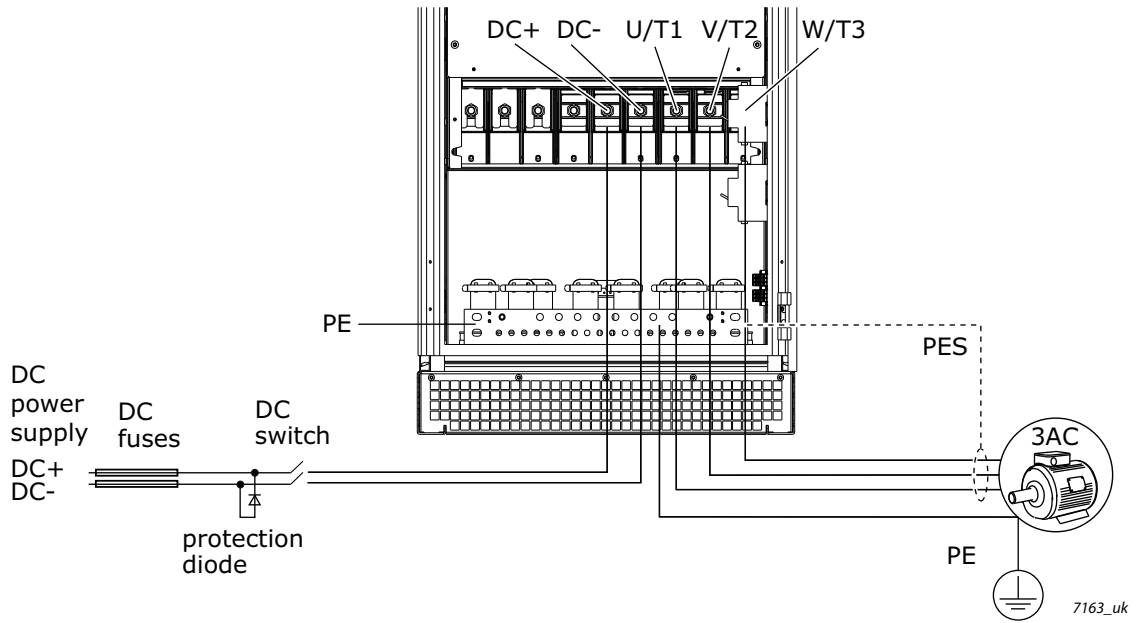 DC+ DC- U/T1 V/T2 W/T3
PE
PES
DC
power
supply
DC
fuses
DC
switch
3AC
DC+
DC-
protection
diode
PE
7163_uk